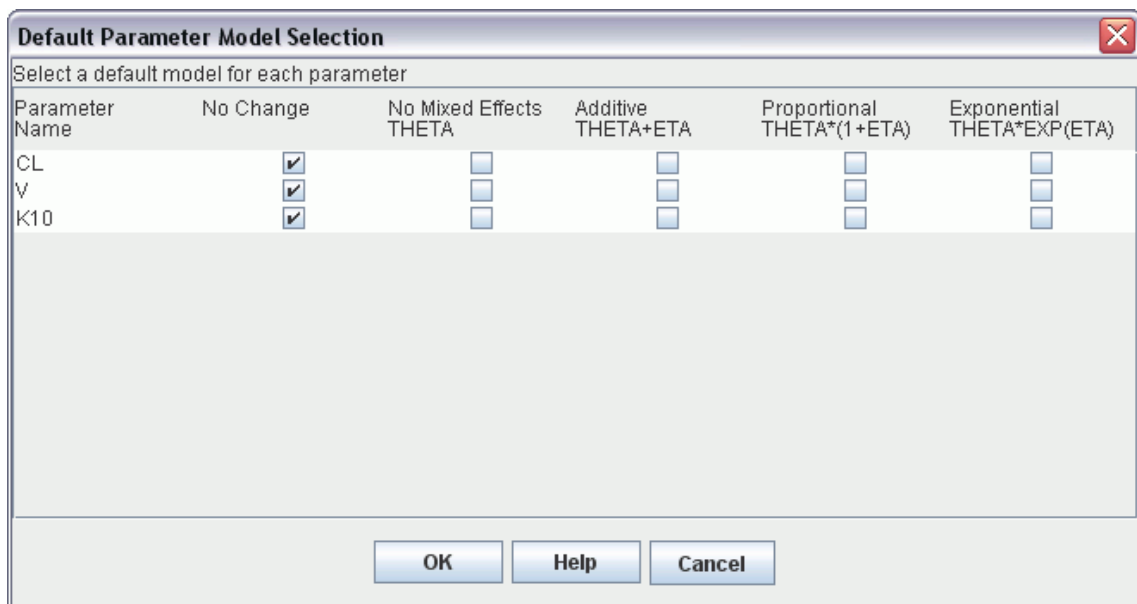 Default Parameter Model Selection
Select a default model for each parameter
Parameter Name No Change No Mixed Effects THETA Additive THETA+ETA Proportional THETA*(1+ETA) Exponential THETA*EXP(ETA)
CL
V
K10
OK Help Cancel